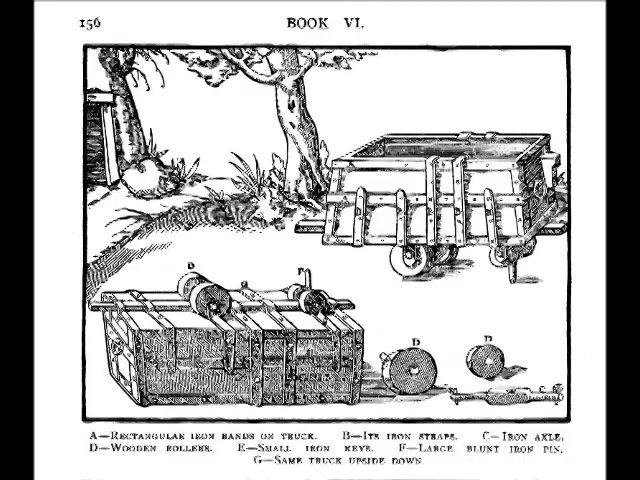 156 BOOK VI.
D G F
D D
C
A—RECTANGULAR IRON BANDS ON TRUCK. B—ITS IRON STRAPS. C—IRON AXLE.
D—WOODEN ROLLERS. E—SMALL IRON KEYS. F—LARGE BLUNT IRON PIN.
G—SAME TRUCK UPSIDE DOWN.